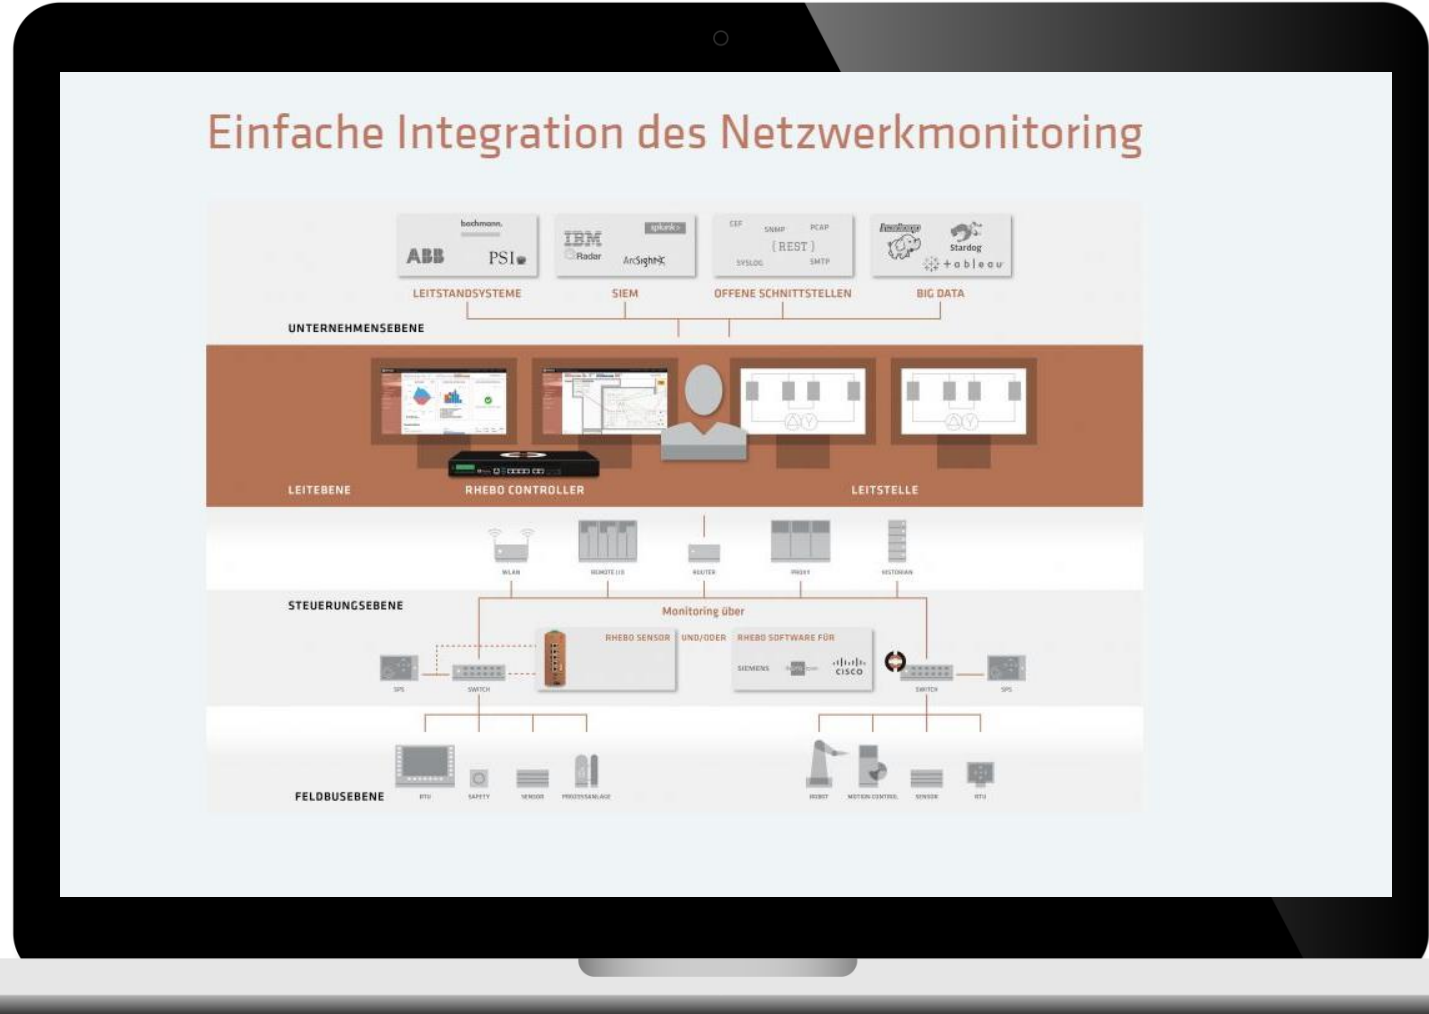 Einfache Integration des Netzwerkmonitoring
bachmann.
ABB
PSI
IBM
Radar
splunk>
ArcSight
CEF
SNMP
PCAP
{ REST }
SYSLOG
SMTP
hadoop
Stardog
+ a b l e a u
LEITSTANDSYSTEME
SIEM
OFFENE SCHNITTSTELLEN
BIG DATA
UNTERNEHMENSEBENE
LEITEBENE
RHEBO CONTROLLER
LEITSTELLE
WLAN
REMOTE I/O
ROUTER
PROXY
HISTORIAN
STEUERUNGSEBENE
Monitoring über
RHEBO SENSOR
UND/ODER
RHEBO SOFTWARE FÜR
SIEMENS
CISCO
SPS
SWITCH
SWITCH
SPS
FELDBUSEBENE
RTU
SAFETY
SENSOR
PROZESSANLAGE
ROBOT
MOTION CONTROL
SENSOR
RTU